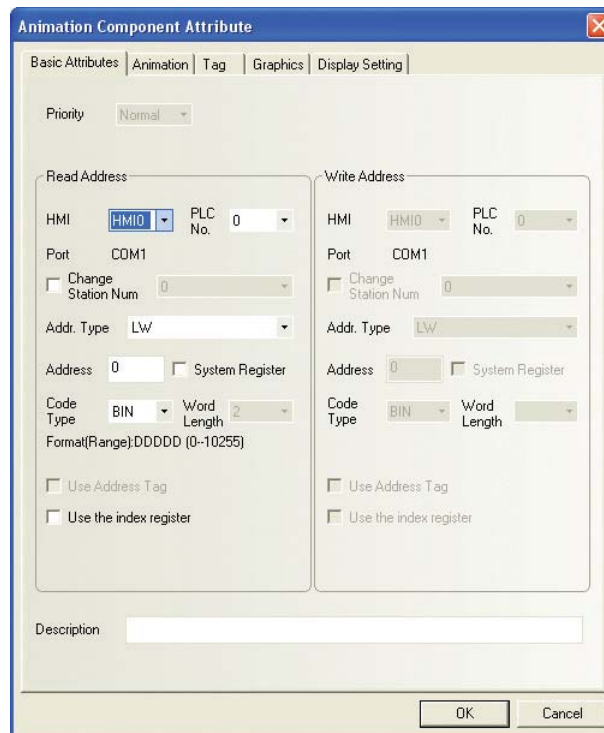 Animation Component Attribute
Basic Attributes Animation Tag Graphics Display Setting
Priority Normal
Read Address
HMI HMI0 PLC No. 0
Port COM1
Change Station Num 0
Addr. Type LW
Address 0 System Register
Code Type BIN Word Length 2
Format(Range):DDDDD (0--10255)
Use Address Tag
Use the index register
Write Address
HMI HMI0 PLC No. 0
Port COM1
Change Station Num 0
Addr. Type LW
Address 0 System Register
Code Type BIN Word Length
Use Address Tag
Use the index register
Description
OK Cancel